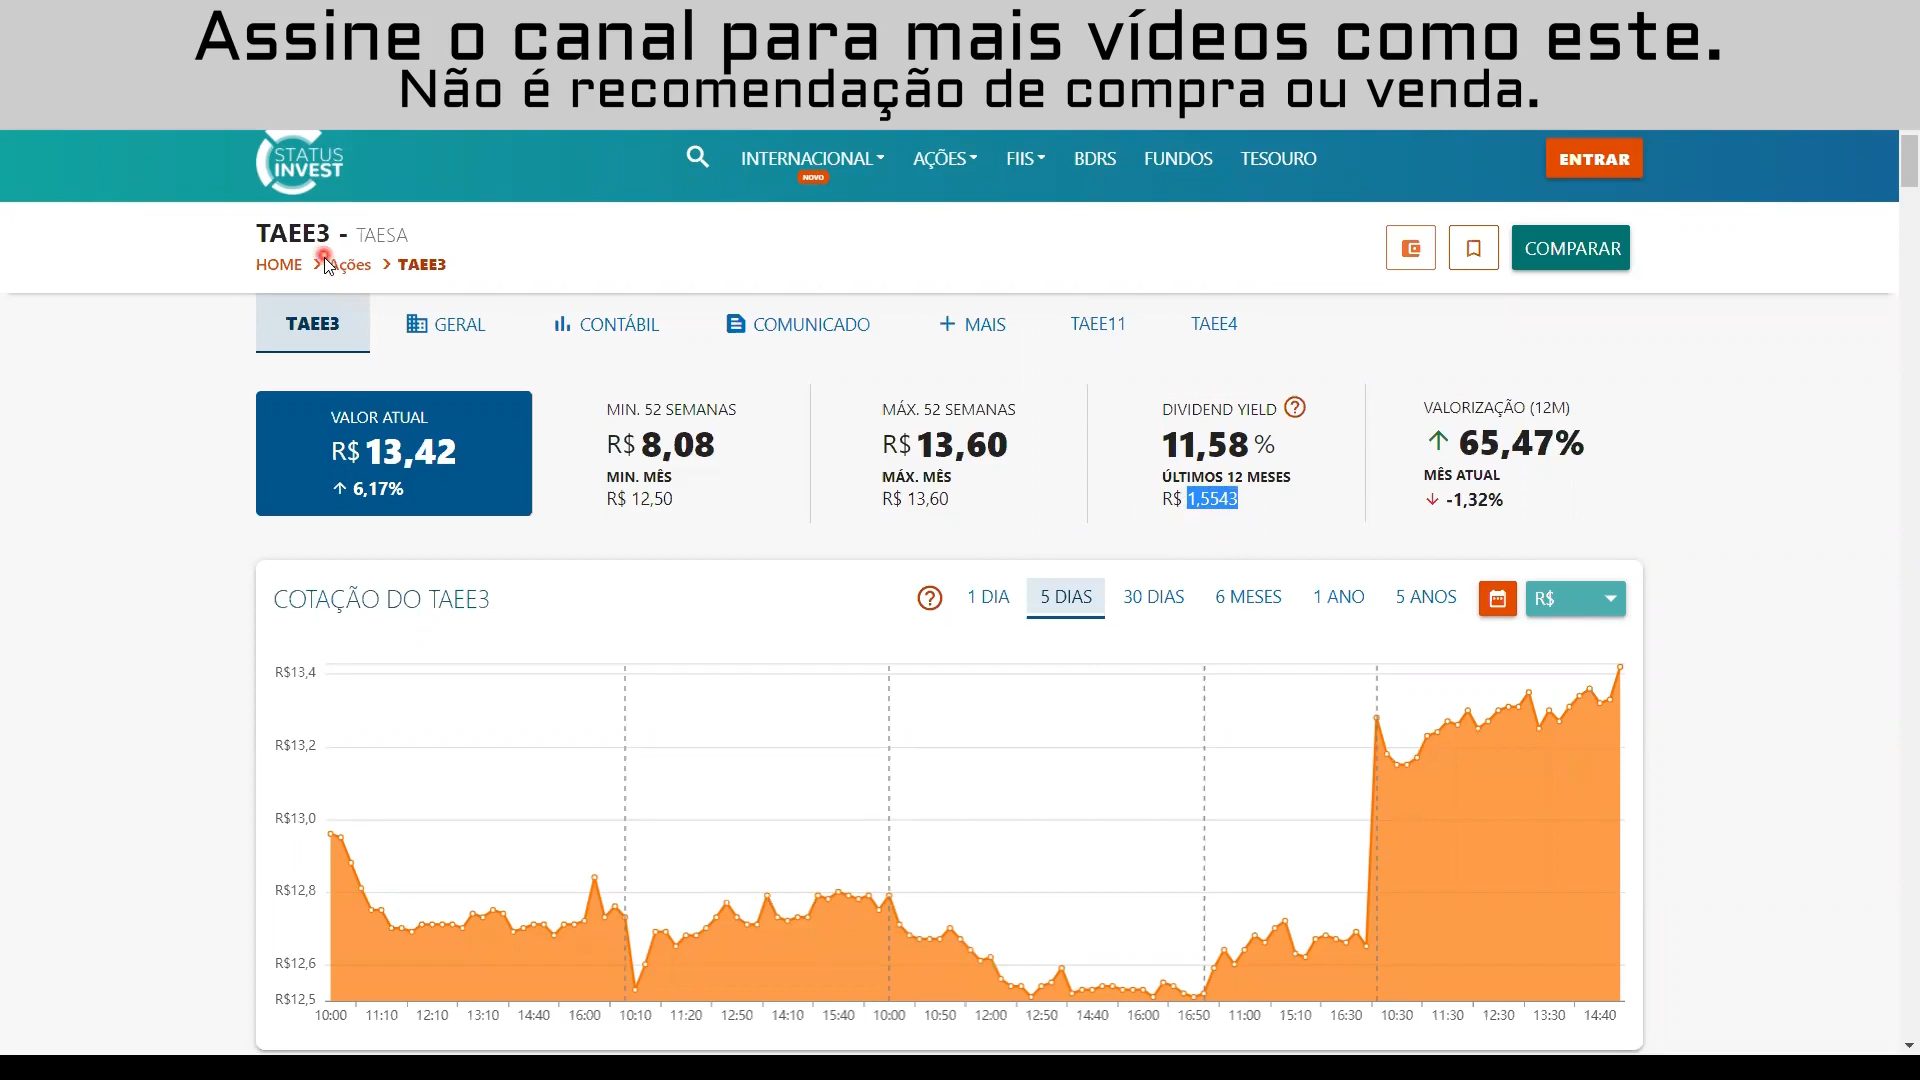 Assine o canal para mais vídeos como este.
Não é recomendação de compra ou venda.
STATUS INVEST
INTERNACIONAL AÇÕES FIIS BDRS FUNDOS TESOURO ENTRAR
NOVO
TAEE3 - TAESA
HOME > Ações > TAEE3
COMPARAR
TAEE3 GERAL CONTÁBIL COMUNICADO + MAIS TAEE11 TAEE4
VALOR ATUAL
R$ 13,42
↑ 6,17%
MIN. 52 SEMANAS
R$ 8,08
MIN. MÊS
R$ 12,50
MÁX. 52 SEMANAS
R$ 13,60
MÁX. MÊS
R$ 13,60
DIVIDEND YIELD ?
11,58 %
ÚLTIMOS 12 MESES
R$ 1,5543
VALORIZAÇÃO (12M)
↑ 65,47%
MÊS ATUAL
↓ -1,32%
COTAÇÃO DO TAEE3
? 1 DIA 5 DIAS 30 DIAS 6 MESES 1 ANO 5 ANOS R$
R$13,4
R$13,2
R$13,0
R$12,8
R$12,6
R$12,5
10:00 11:10 12:10 13:10 14:40 16:00 10:10 11:20 12:50 14:10 15:40 10:00 10:50 12:00 12:50 14:40 16:00 16:50 11:00 15:10 16:30 10:30 11:30 12:30 13:30 14:40